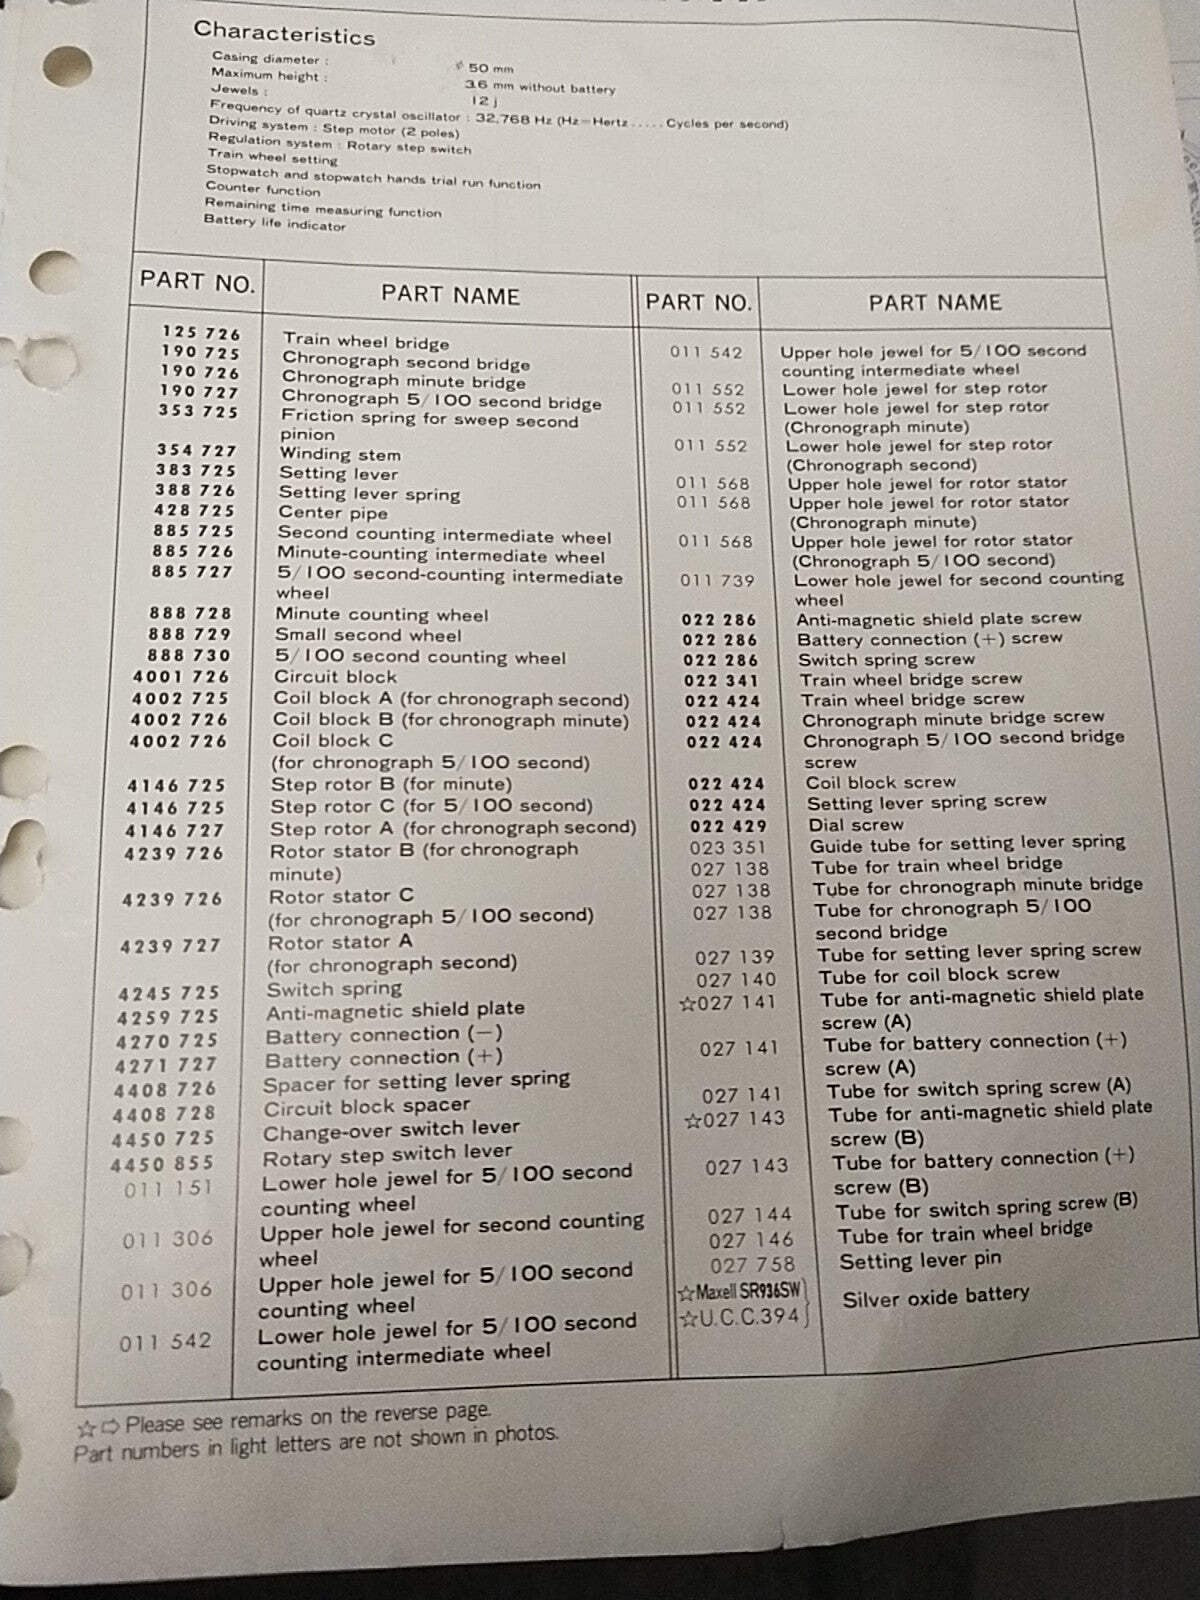 Characteristics
Casing diameter : ø 50 mm
Maximum height : 36 mm without battery
Jewels : 12 j
Frequency of quartz crystal oscillator : 32,768 Hz (Hz=Hertz ..... Cycles per second)
Driving system : Step motor (2 poles)
Regulation system : Rotary step switch
Train wheel setting
Stopwatch and stopwatch hands trial run function
Counter function
Remaining time measuring function
Battery life indicator
PART NO. PART NAME
125 726 Train wheel bridge
190 725 Chronograph second bridge
190 726 Chronograph minute bridge
190 727 Chronograph 5/100 second bridge
353 725 Friction spring for sweep second
pinion
354 727 Winding stem
383 725 Setting lever
388 726 Setting lever spring
428 725 Center pipe
885 725 Second counting intermediate wheel
885 726 Minute-counting intermediate wheel
885 727 5/100 second-counting intermediate
wheel
888 728 Minute counting wheel
888 729 Small second wheel
888 730 5/100 second counting wheel
4001 726 Circuit block
4002 725 Coil block A (for chronograph second)
4002 726 Coil block B (for chronograph minute)
4002 726 Coil block C
(for chronograph 5/100 second)
4146 725 Step rotor B (for minute)
4146 725 Step rotor C (for 5/100 second)
4146 727 Step rotor A (for chronograph second)
4239 726 Rotor stator B (for chronograph
minute)
4239 726 Rotor stator C
(for chronograph 5/100 second)
4239 727 Rotor stator A
(for chronograph second)
4245 725 Switch spring
4259 725 Anti-magnetic shield plate
4270 725 Battery connection (−)
4271 727 Battery connection (+)
4408 726 Spacer for setting lever spring
4408 728 Circuit block spacer
4450 725 Change-over switch lever
4450 855 Rotary step switch lever
011 151 Lower hole jewel for 5/100 second
counting wheel
011 306 Upper hole jewel for second counting
wheel
011 306 Upper hole jewel for 5/100 second
counting wheel
011 542 Lower hole jewel for 5/100 second
counting intermediate wheel
PART NO. PART NAME
011 542 Upper hole jewel for 5/100 second
counting intermediate wheel
011 552 Lower hole jewel for step rotor
011 552 Lower hole jewel for step rotor
(Chronograph minute)
011 552 Lower hole jewel for step rotor
(Chronograph second)
011 568 Upper hole jewel for rotor stator
011 568 Upper hole jewel for rotor stator
(Chronograph minute)
011 568 Upper hole jewel for rotor stator
(Chronograph 5/100 second)
011 739 Lower hole jewel for second counting
wheel
022 286 Anti-magnetic shield plate screw
022 286 Battery connection (+) screw
022 286 Switch spring screw
022 341 Train wheel bridge screw
022 424 Train wheel bridge screw
022 424 Chronograph minute bridge screw
022 424 Chronograph 5/100 second bridge
screw
022 424 Coil block screw
022 424 Setting lever spring screw
022 429 Dial screw
023 351 Guide tube for setting lever spring
027 138 Tube for train wheel bridge
027 138 Tube for chronograph minute bridge
027 138 Tube for chronograph 5/100
second bridge
027 139 Tube for setting lever spring screw
027 140 Tube for coil block screw
☆027 141 Tube for anti-magnetic shield plate
screw (A)
027 141 Tube for battery connection (+)
screw (A)
027 141 Tube for switch spring screw (A)
☆027 143 Tube for anti-magnetic shield plate
screw (B)
027 143 Tube for battery connection (+)
screw (B)
027 144 Tube for switch spring screw (B)
027 146 Tube for train wheel bridge
027 758 Setting lever pin
☆Maxell SR936SW} Silver oxide battery
☆U.C.C.394}
☆⇨ Please see remarks on the reverse page.
Part numbers in light letters are not shown in photos.